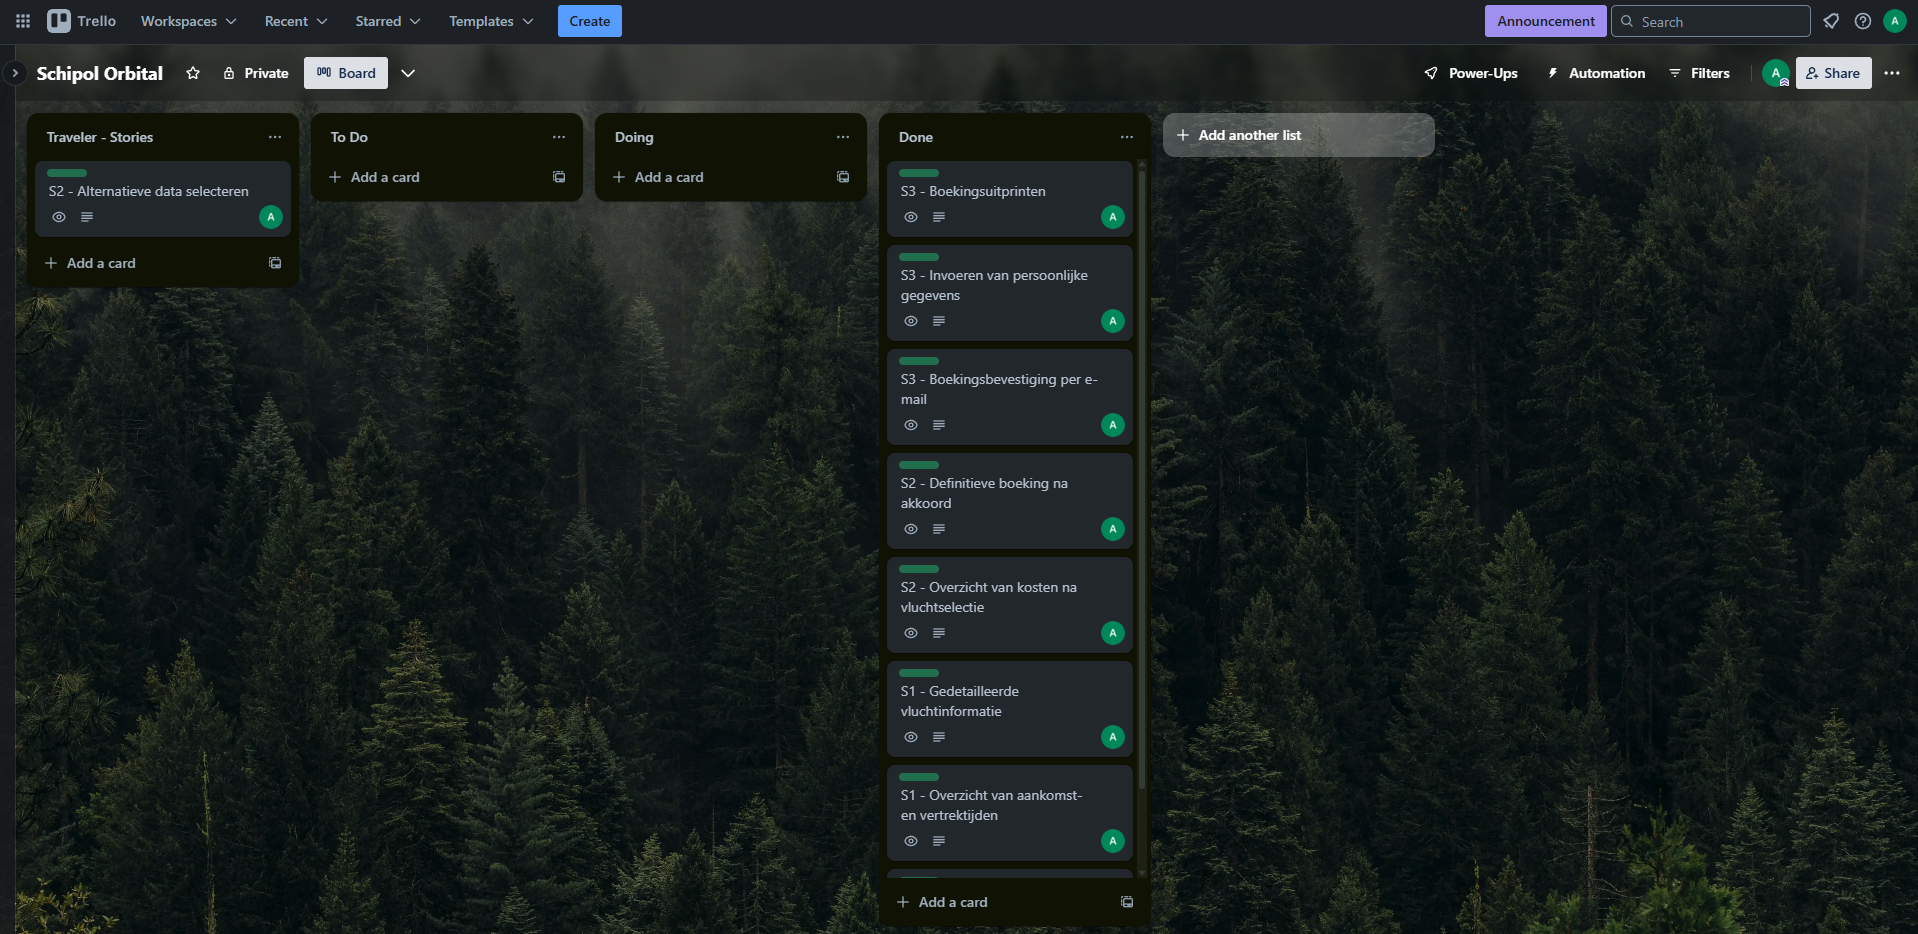 Trello
Workspaces
Recent
Starred
Templates
Create
Announcement
Search
A
Schipol Orbital
Private
Board
Power-Ups
Automation
Filters
A
Share
Traveler - Stories
S2 - Alternatieve data selecteren
A
Add a card
To Do
Add a card
Doing
Add a card
Done
S3 - Boekingsuitprinten
A
S3 - Invoeren van persoonlijke
gegevens
A
S3 - Boekingsbevestiging per e-
mail
A
S2 - Definitieve boeking na
akkoord
A
S2 - Overzicht van kosten na
vluchtselectie
A
S1 - Gedetailleerde
vluchtinformatie
A
S1 - Overzicht van aankomst-
en vertrektijden
A
Add a card
Add another list